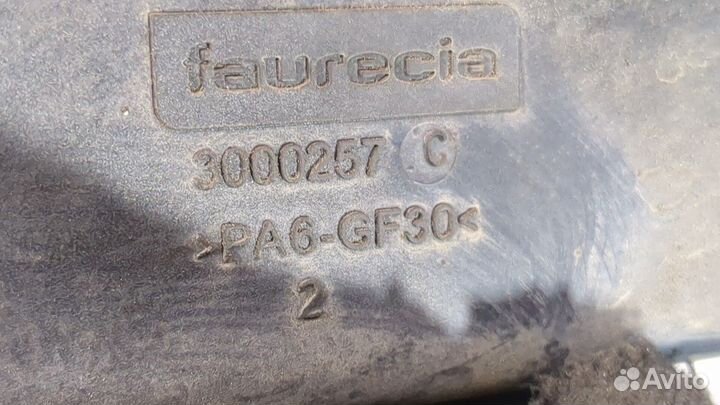 faurecia
3000257 C
>PA6-GF30<
2
Avito